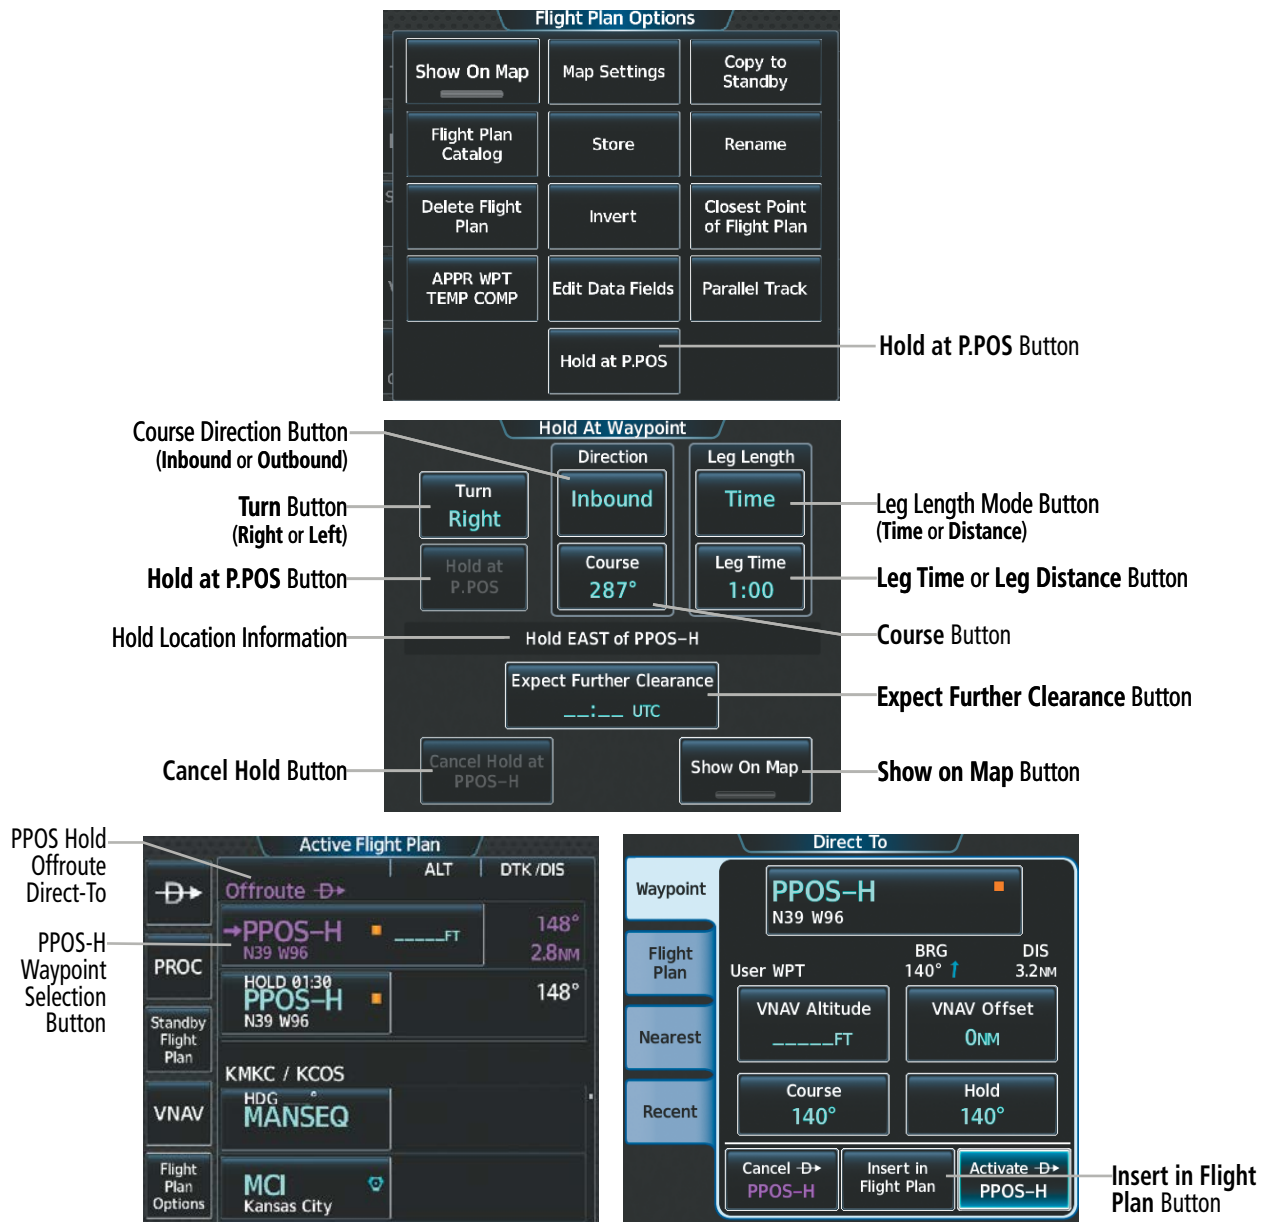 Flight Plan Options
Show On Map
Map Settings
Copy to
Standby
Flight Plan
Catalog
Store
Rename
Delete Flight
Plan
Invert
Closest Point
of Flight Plan
APPR WPT
TEMP COMP
Edit Data Fields
Parallel Track
Hold at P.POS
Hold at P.POS Button
Hold At Waypoint
Course Direction Button
(Inbound or Outbound)
Turn Button
(Right or Left)
Hold at P.POS Button
Hold Location Information
Cancel Hold Button
Direction
Leg Length
Turn
Right
Inbound
Time
Hold at
P.POS
Course
287°
Leg Time
1:00
Hold EAST of PPOS-H
Expect Further Clearance
__:__ UTC
Cancel Hold at
PPOS-H
Show On Map
Leg Length Mode Button
(Time or Distance)
Leg Time or Leg Distance Button
Course Button
Expect Further Clearance Button
Show on Map Button
PPOS Hold
Offroute
Direct-To
PPOS-H
Waypoint
Selection
Button
Active Flight Plan
ALT
DTK/DIS
D
PROC
Standby
Flight
Plan
VNAV
Flight
Plan
Options
Offroute D
PPOS-H
N39 W96
_____FT
148°
2.8NM
HOLD 01:30
PPOS-H
N39 W96
148°
KMKC / KCOS
HDG ___°
MANSEQ
MCI
Kansas City
Direct To
Waypoint
Flight
Plan
Nearest
Recent
PPOS-H
N39 W96
User WPT
BRG
140°
DIS
3.2NM
VNAV Altitude
_____FT
VNAV Offset
0NM
Course
140°
Hold
140°
Cancel D
PPOS-H
Insert in
Flight Plan
Activate D
PPOS-H
Insert in Flight
Plan Button